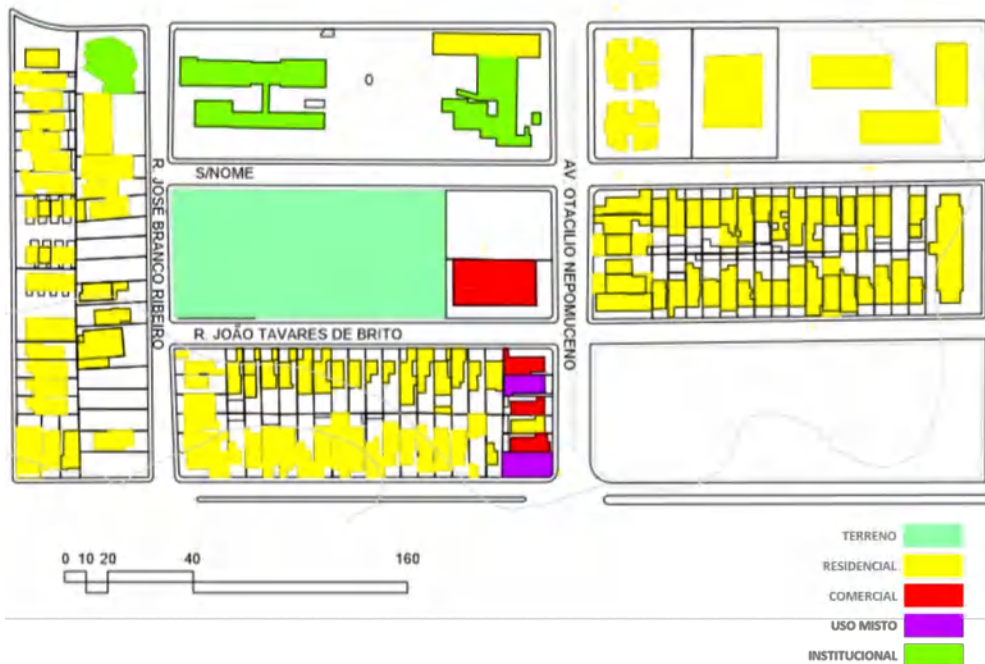 0
S/NOME
R. JOSE BRANCO RIBEIRO
AV. OTACILIO NEPOMUCENO
R. JOÃO TAVARES DE BRITO
0 10 20 40 160
TERRENO
RESIDENCIAL
COMERCIAL
USO MISTO
INSTITUCIONAL